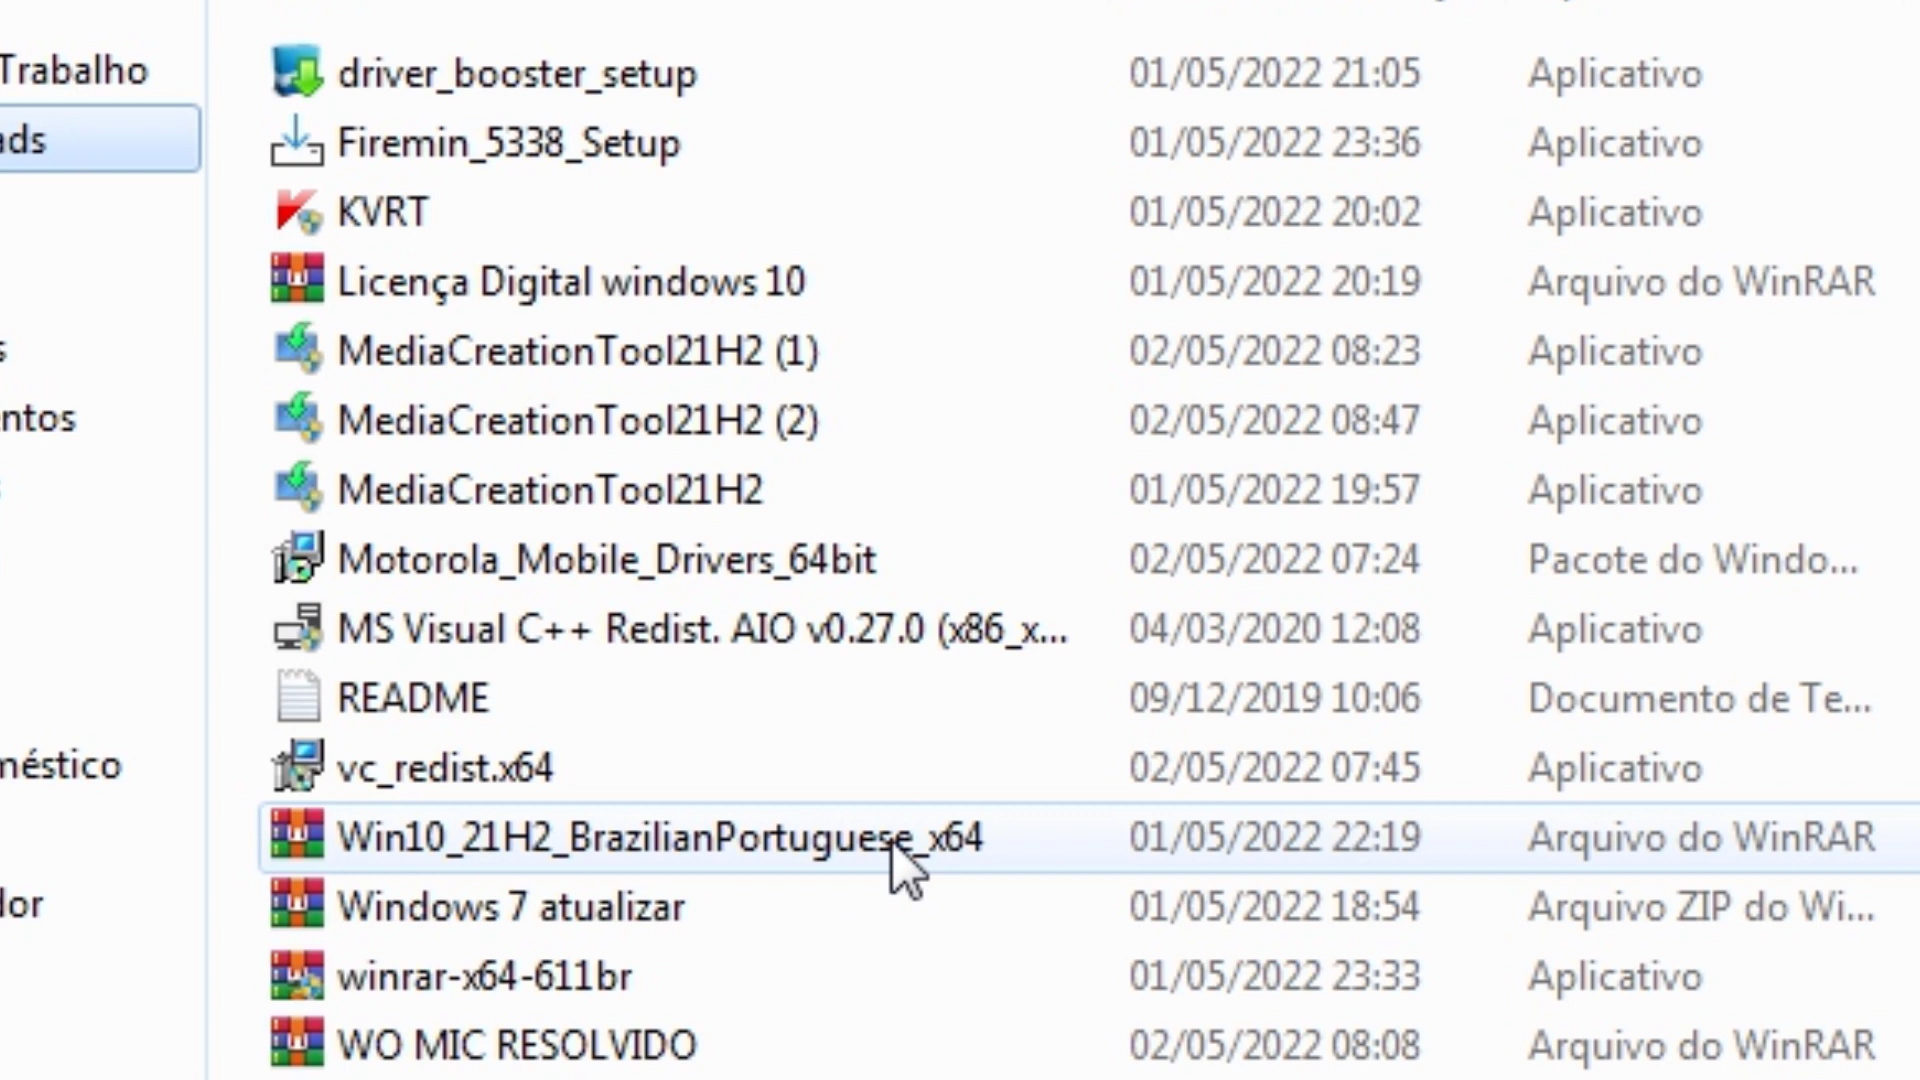 Trabalho
ads
s
ntos
méstico
dor
driver_booster_setup 01/05/2022 21:05 Aplicativo
Firemin_5338_Setup 01/05/2022 23:36 Aplicativo
KVRT 01/05/2022 20:02 Aplicativo
Licença Digital windows 10 01/05/2022 20:19 Arquivo do WinRAR
MediaCreationTool21H2 (1) 02/05/2022 08:23 Aplicativo
MediaCreationTool21H2 (2) 02/05/2022 08:47 Aplicativo
MediaCreationTool21H2 01/05/2022 19:57 Aplicativo
Motorola_Mobile_Drivers_64bit 02/05/2022 07:24 Pacote do Windo...
MS Visual C++ Redist. AIO v0.27.0 (x86_x... 04/03/2020 12:08 Aplicativo
README 09/12/2019 10:06 Documento de Te...
vc_redist.x64 02/05/2022 07:45 Aplicativo
Win10_21H2_BrazilianPortuguese_x64 01/05/2022 22:19 Arquivo do WinRAR
Windows 7 atualizar 01/05/2022 18:54 Arquivo ZIP do Wi...
winrar-x64-611br 01/05/2022 23:33 Aplicativo
WO MIC RESOLVIDO 02/05/2022 08:08 Arquivo do WinRAR